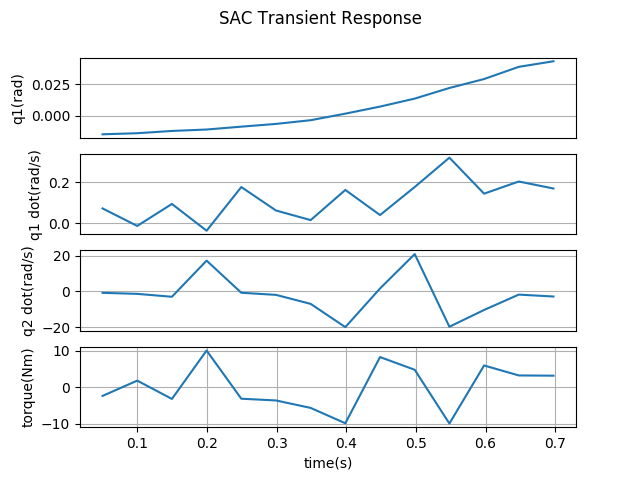 SAC Transient Response
q1(rad)
0.025
0.000
q1 dot(rad/s)
0.2
0.0
q2 dot(rad/s)
20
0
−20
torque(Nm)
10
0
−10
0.1 0.2 0.3 0.4 0.5 0.6 0.7
time(s)